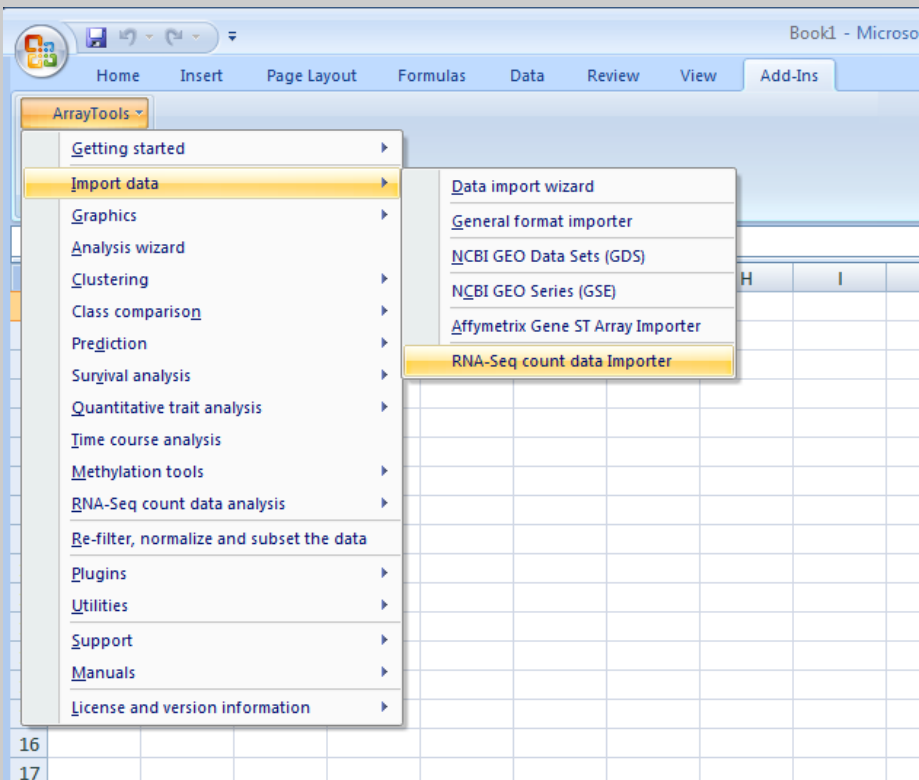 Book1 - Microso
Home Insert Page Layout Formulas Data Review View Add-Ins
ArrayTools
Getting started
Import data
Graphics
Analysis wizard
Clustering
Class comparison
Prediction
Survival analysis
Quantitative trait analysis
Time course analysis
Methylation tools
RNA-Seq count data analysis
Re-filter, normalize and subset the data
Plugins
Utilities
Support
Manuals
License and version information
Data import wizard
General format importer
NCBI GEO Data Sets (GDS)
NCBI GEO Series (GSE)
Affymetrix Gene ST Array Importer
RNA-Seq count data Importer
H I
16
17